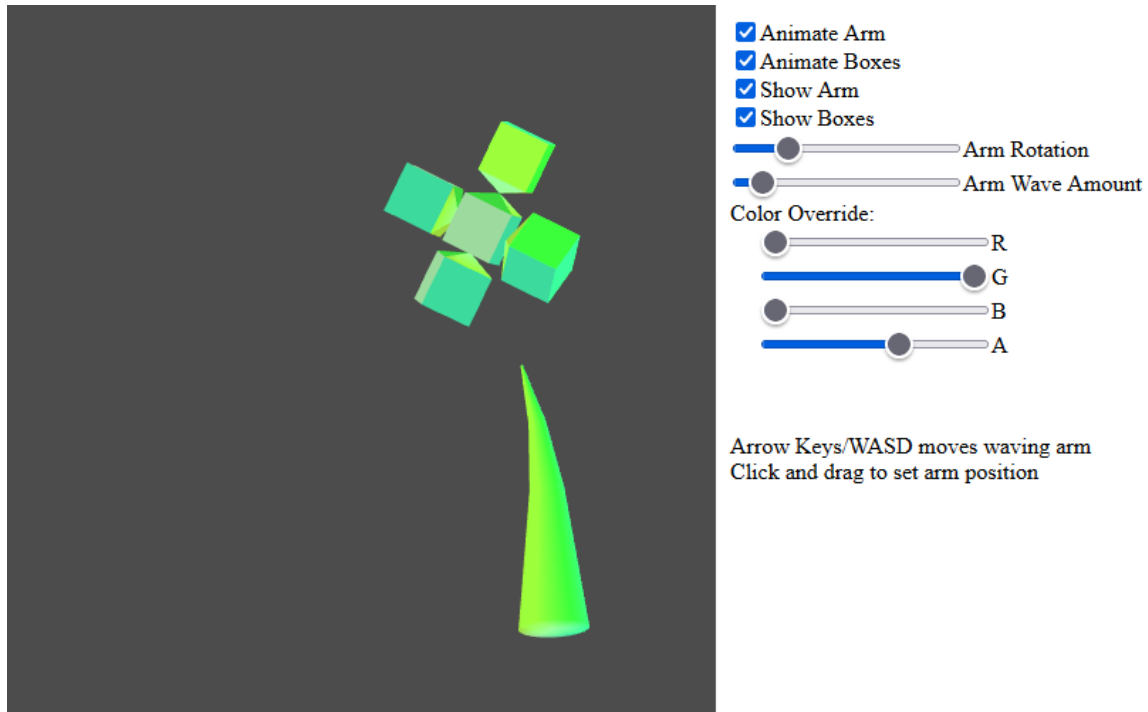 Animate Arm
Animate Boxes
Show Arm
Show Boxes
Arm Rotation
Arm Wave Amount
Color Override:
R
G
B
A
Arrow Keys/WASD moves waving arm
Click and drag to set arm position